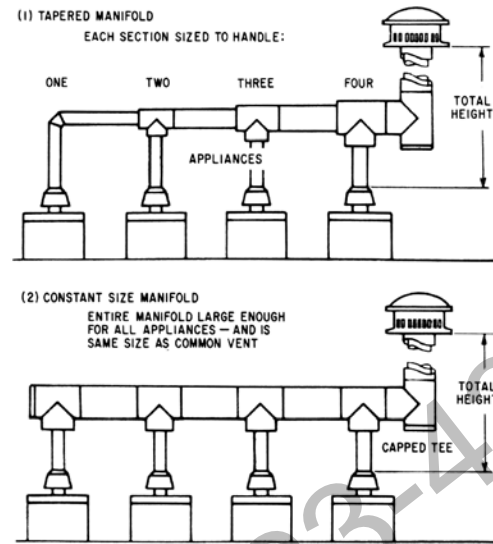 (1) TAPERED MANIFOLD
EACH SECTION SIZED TO HANDLE:
ONE TWO THREE FOUR
TOTAL
HEIGHT
APPLIANCES
(2) CONSTANT SIZE MANIFOLD
ENTIRE MANIFOLD LARGE ENOUGH
FOR ALL APPLIANCES — AND IS
SAME SIZE AS COMMON VENT
TOTAL
HEIGHT
CAPPED TEE